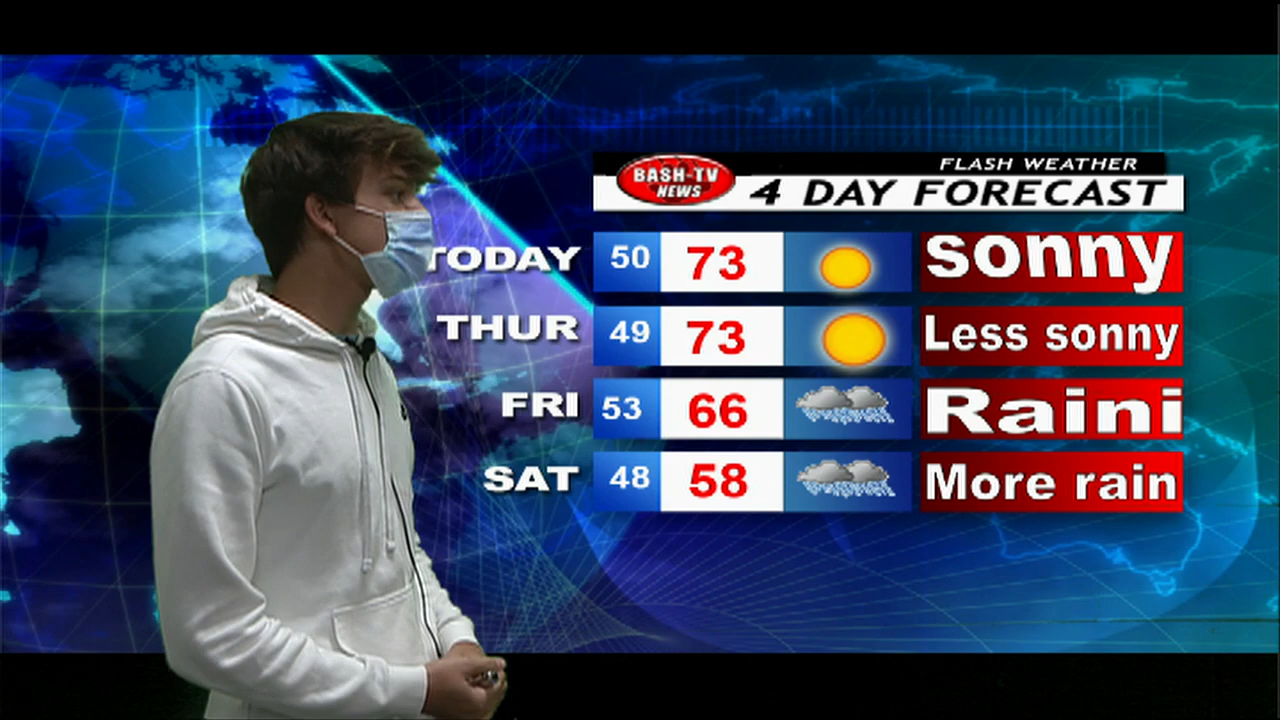 FLASH WEATHER
BASH-TV
NEWS
4 DAY FORECAST
TODAY 50 73 sonny
THUR 49 73 Less sonny
FRI 53 66 Raini
SAT 48 58 More rain